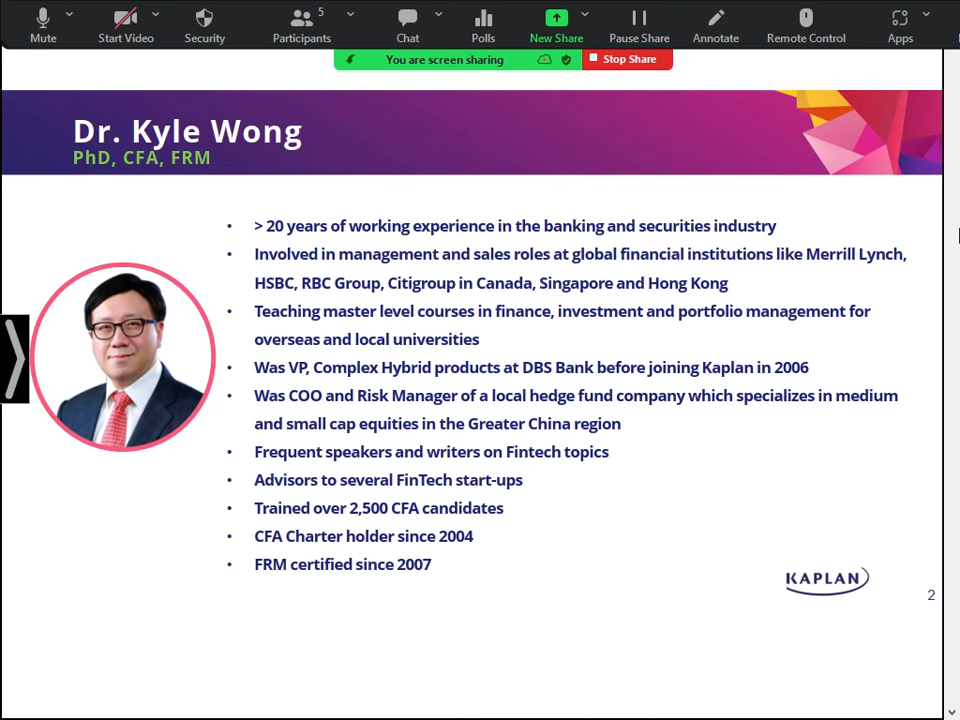 5
Mute
Start Video
Security
Participants
Chat
Polls
New Share
Pause Share
Annotate
Remote Control
Apps
You are screen sharing
Stop Share
Dr. Kyle Wong
PhD, CFA, FRM
• > 20 years of working experience in the banking and securities industry
• Involved in management and sales roles at global financial institutions like Merrill Lynch,
HSBC, RBC Group, Citigroup in Canada, Singapore and Hong Kong
• Teaching master level courses in finance, investment and portfolio management for
overseas and local universities
• Was VP, Complex Hybrid products at DBS Bank before joining Kaplan in 2006
• Was COO and Risk Manager of a local hedge fund company which specializes in medium
and small cap equities in the Greater China region
• Frequent speakers and writers on Fintech topics
• Advisors to several FinTech start-ups
• Trained over 2,500 CFA candidates
• CFA Charter holder since 2004
• FRM certified since 2007
KAPLAN
2